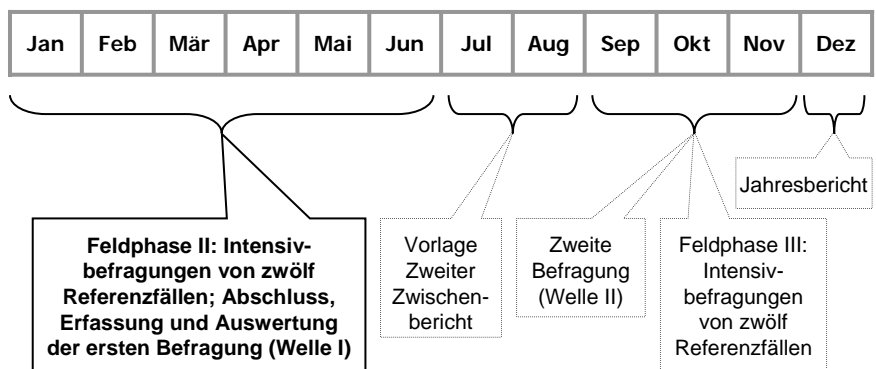 Jan Feb Mär Apr Mai Jun Jul Aug Sep Okt Nov Dez
Jahresbericht
Feldphase II: Intensiv-
befragungen von zwölf
Referenzfällen; Abschluss,
Erfassung und Auswertung
der ersten Befragung (Welle I)
Vorlage
Zweiter
Zwischen-
bericht
Zweite
Befragung
(Welle II)
Feldphase III:
Intensiv-
befragungen
von zwölf
Referenzfällen